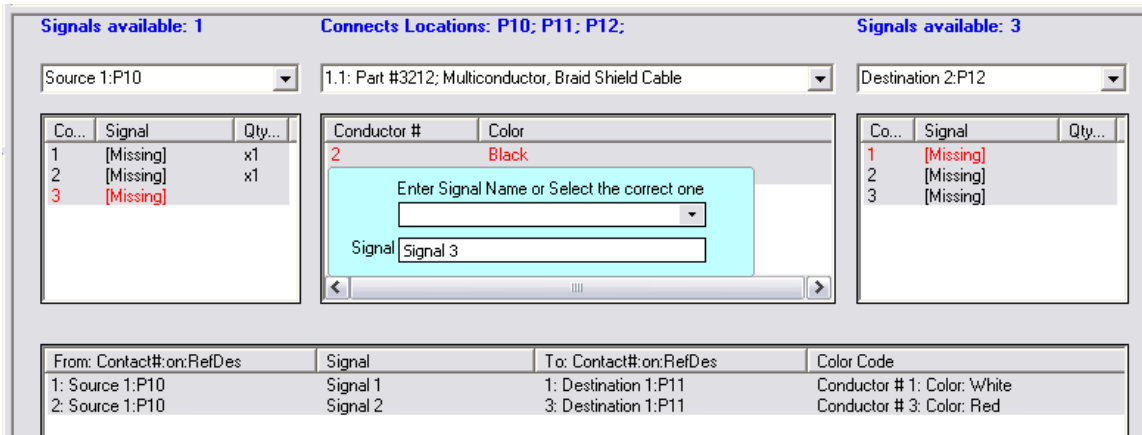 Signals available: 1 Connects Locations: P10; P11; P12; Signals available: 3
Source 1:P10 1.1: Part #3212; Multiconductor, Braid Shield Cable Destination 2:P12
Co... Signal Qty... Conductor # Color Co... Signal Qty...
1 [Missing] x1 2 Black 1 [Missing]
2 [Missing] x1 2 [Missing]
3 [Missing] 3 [Missing]
Enter Signal Name or Select the correct one
Signal Signal 3
From: Contact#:on:RefDes Signal To: Contact#:on:RefDes Color Code
1: Source 1:P10 Signal 1 1: Destination 1:P11 Conductor # 1: Color: White
2: Source 1:P10 Signal 2 3: Destination 1:P11 Conductor # 3: Color: Red